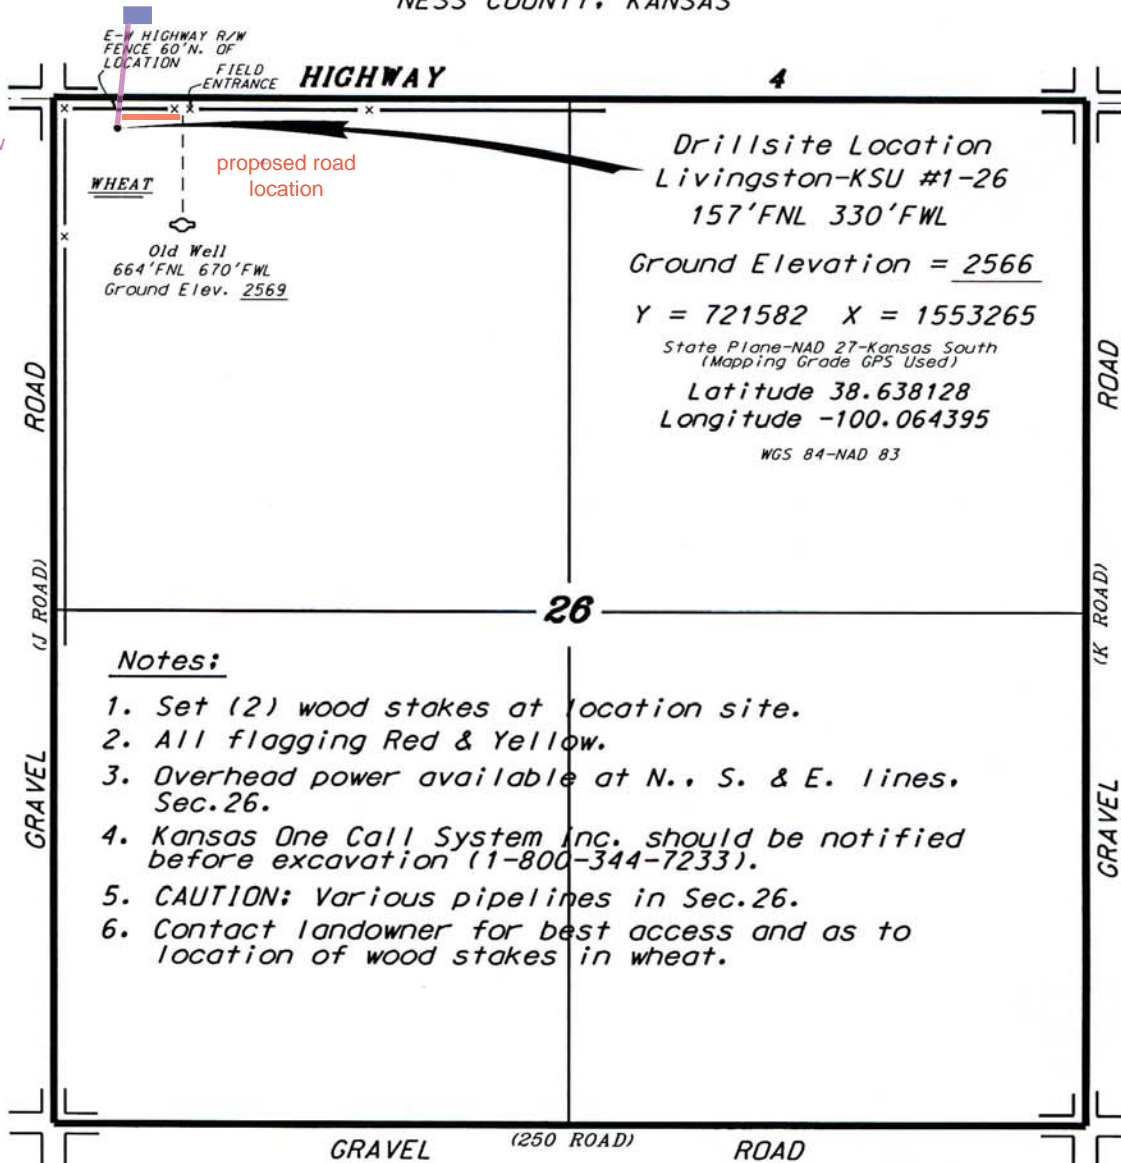 NESS COUNTY, KANSAS
E-W HIGHWAY R/W
FENCE 60'N. OF
LOCATION
FIELD
ENTRANCE
HIGHWAY 4
proposed road
location
WHEAT
Old Well
664'FNL 670'FWL
Ground Elev. 2569
Drillsite Location
Livingston-KSU #1-26
157'FNL 330'FWL
Ground Elevation = 2566
Y = 721582 X = 1553265
State Plane-NAD 27-Kansas South
(Mapping Grade GPS Used)
Latitude 38.638128
Longitude -100.064395
WGS 84-NAD 83
GRAVEL (J ROAD) ROAD
GRAVEL (K ROAD) ROAD
26
Notes:
1. Set (2) wood stakes at location site.
2. All flagging Red & Yellow.
3. Overhead power available at N., S. & E. lines,
Sec.26.
4. Kansas One Call System Inc. should be notified
before excavation (1-800-344-7233).
5. CAUTION: Various pipelines in Sec.26.
6. Contact landowner for best access and as to
location of wood stakes in wheat.
GRAVEL (250 ROAD) ROAD